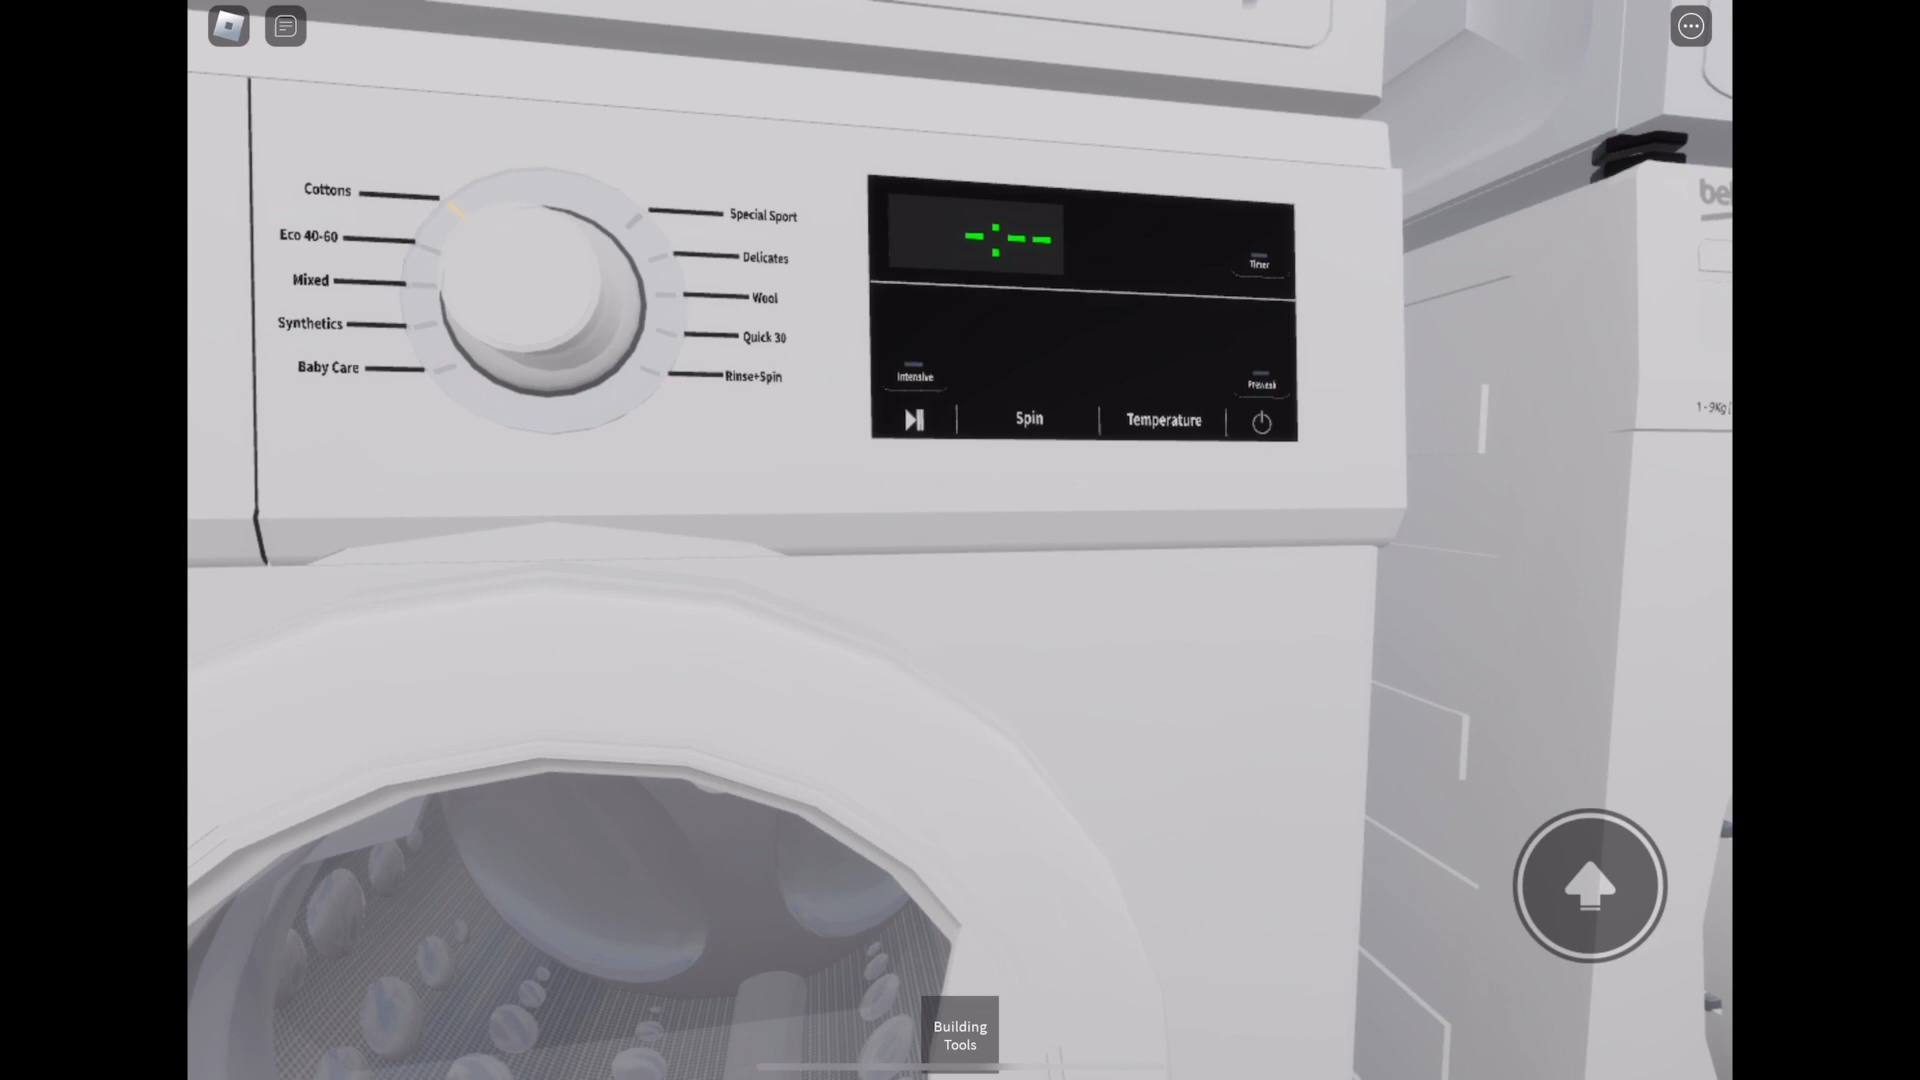 Cottons
Eco 40-60
Mixed
Synthetics
Baby Care
Special Sport
Delicates
Wool
Quick 30
Rinse+Spin
-:--
Timer
Intensive
Spin
Temperature
1-9Kg
Building
Tools